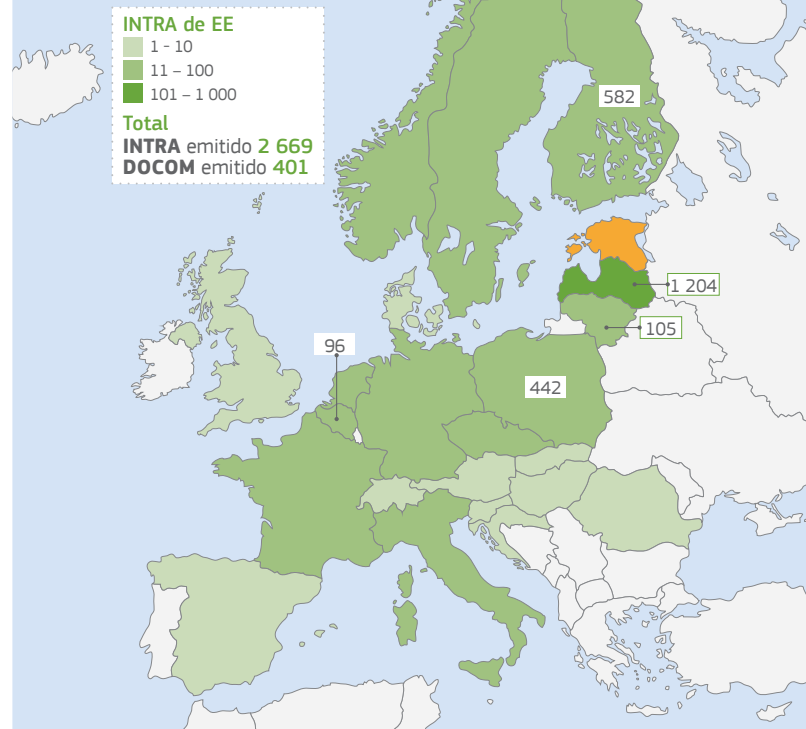 INTRA de EE
1 - 10
11 – 100
101 – 1 000
Total
INTRA emitido 2 669
DOCOM emitido 401
582
1 204
105
96
442